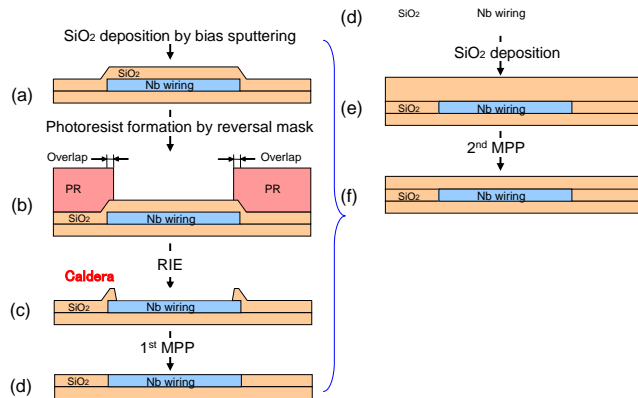 SiO2 deposition by bias sputtering
SiO2
Nb wiring
(a)
Photoresist formation by reversal mask
Overlap
Overlap
PR
PR
(b)
SiO2
Nb wiring
RIE
Caldera
(c)
SiO2
Nb wiring
1st MPP
(d)
SiO2
Nb wiring
(d)
SiO2
Nb wiring
SiO2 deposition
(e)
SiO2
Nb wiring
2nd MPP
(f)
SiO2
Nb wiring